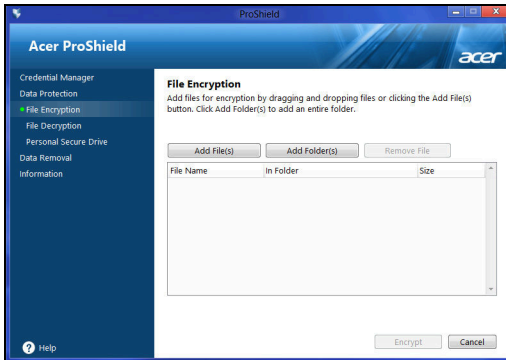 ProShield
Acer ProShield
acer
Credential Manager
Data Protection
File Encryption
File Decryption
Personal Secure Drive
Data Removal
Information
Help
File Encryption
Add files for encryption by dragging and dropping files or clicking the Add File(s)
button. Click Add Folder(s) to add an entire folder.
Add File(s) Add Folder(s) Remove File
File Name In Folder Size
Encrypt Cancel